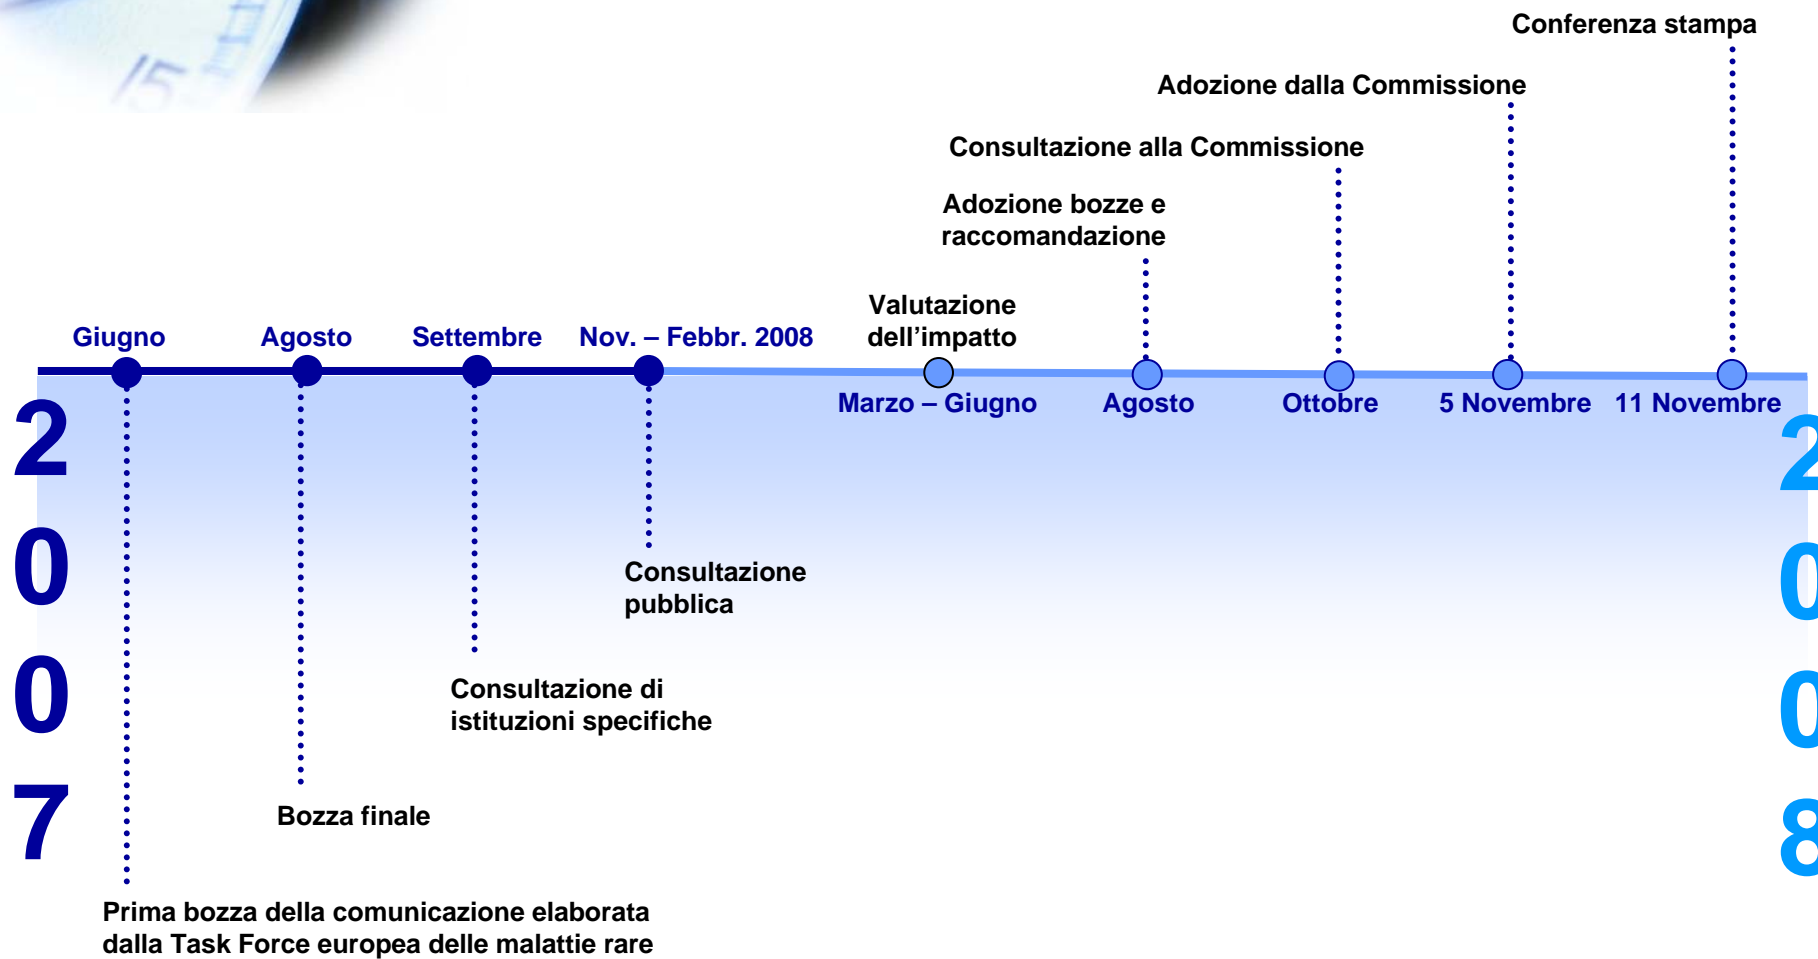 15
Conferenza stampa
Adozione dalla Commissione
Consultazione alla Commissione
Adozione bozze e
raccomandazione
Valutazione
dell’impatto
Giugno
Agosto
Settembre
Nov. – Febbr. 2008
Marzo – Giugno
Agosto
Ottobre
5 Novembre
11 Novembre
2
0
0
7
2
0
0
8
Consultazione
pubblica
Consultazione di
istituzioni specifiche
Bozza finale
Prima bozza della comunicazione elaborata
dalla Task Force europea delle malattie rare